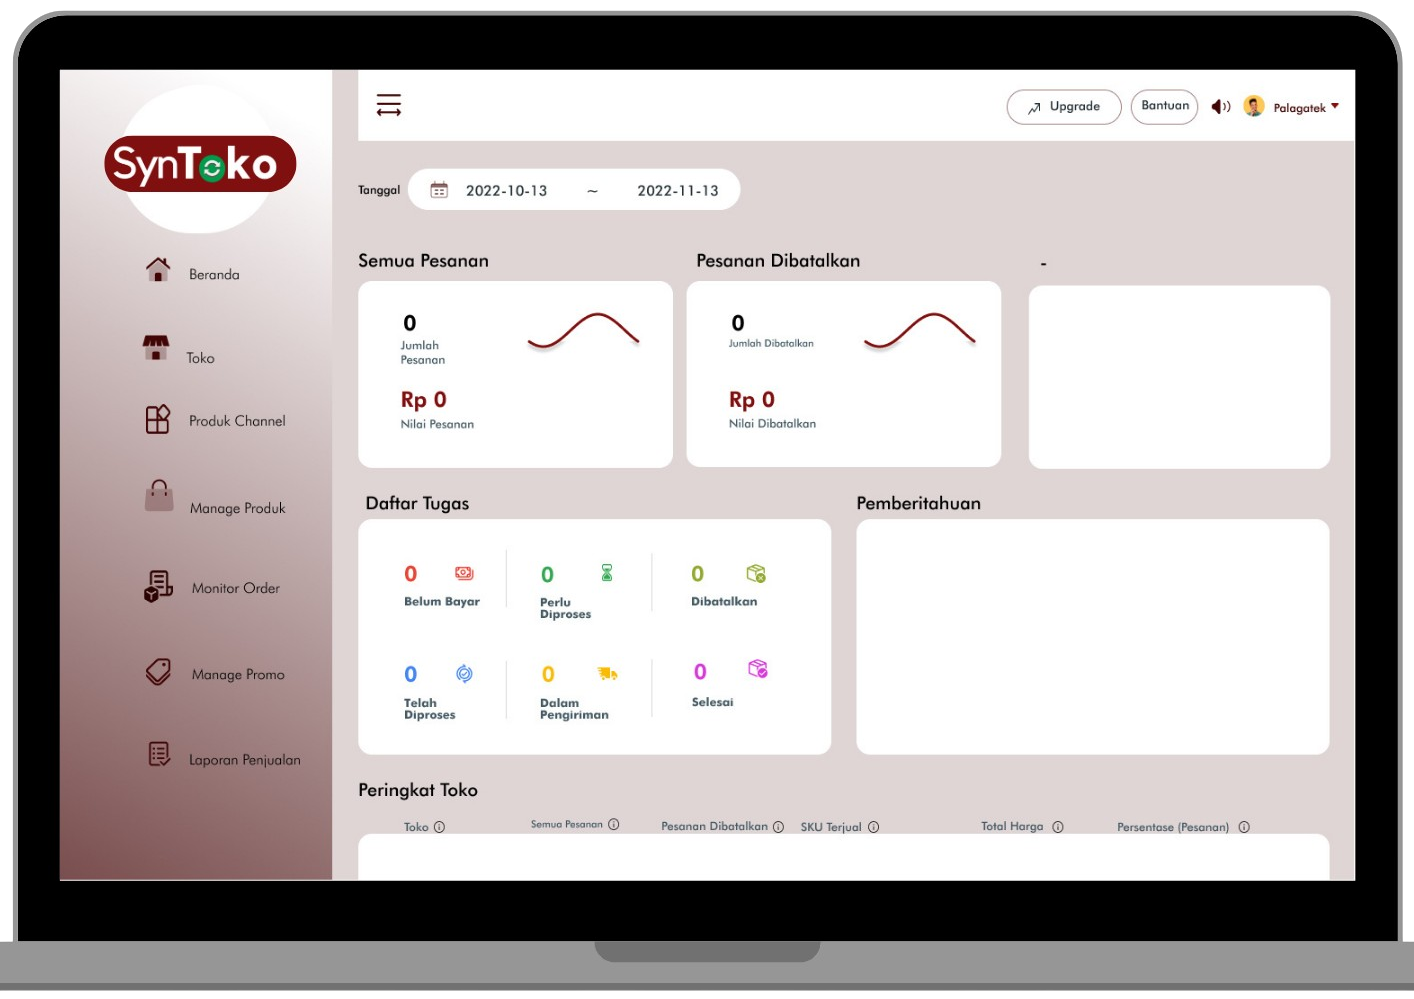 SynToko
Upgrade
Bantuan
Palagatek
Tanggal
2022-10-13 ~ 2022-11-13
Beranda
Toko
Produk Channel
Manage Produk
Monitor Order
Manage Promo
Laporan Penjualan
Semua Pesanan
0
Jumlah
Pesanan
Rp 0
Nilai Pesanan
Pesanan Dibatalkan
0
Jumlah Dibatalkan
Rp 0
Nilai Dibatalkan
-
Daftar Tugas
0
Belum Bayar
0
Perlu
Diproses
0
Dibatalkan
0
Telah
Diproses
0
Dalam
Pengiriman
0
Selesai
Pemberitahuan
Peringkat Toko
Toko
Semua Pesanan
Pesanan Dibatalkan
SKU Terjual
Total Harga
Persentase (Pesanan)